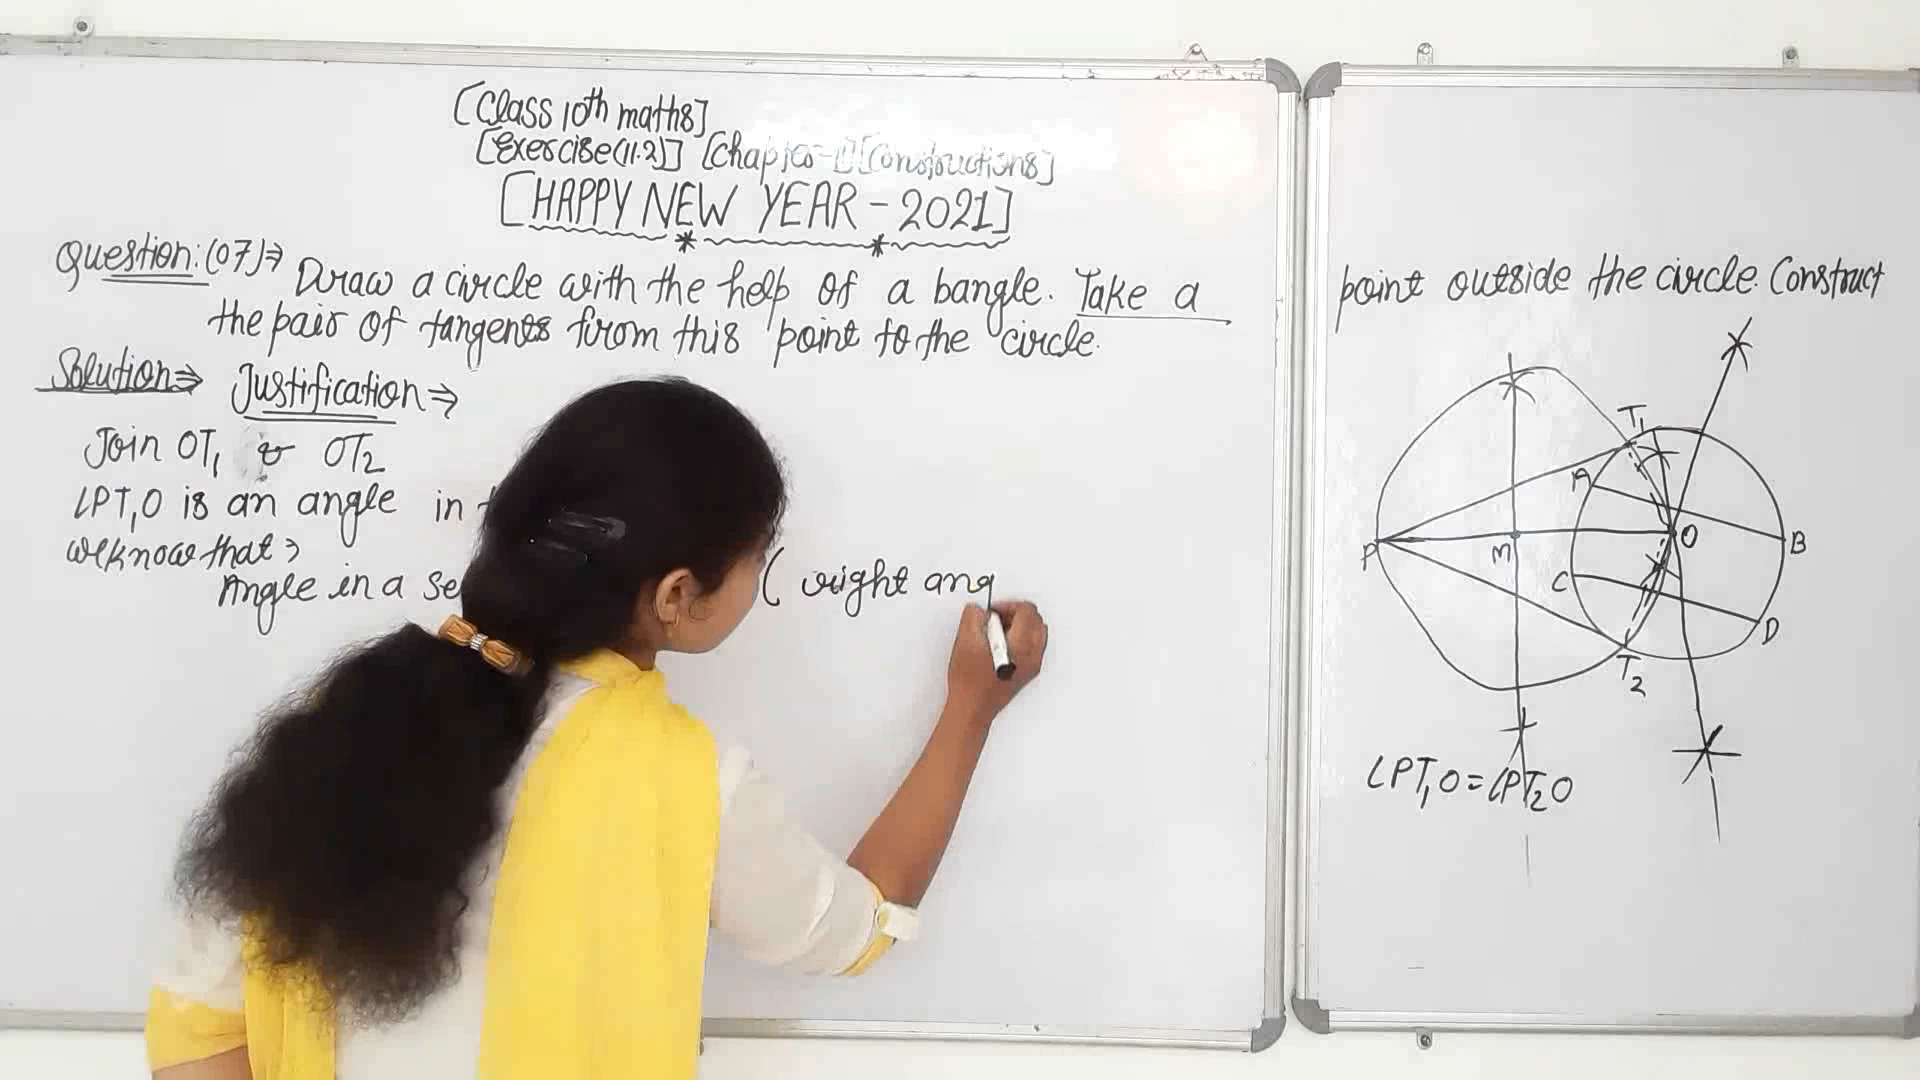 [Class 10th maths]
[Exercise(11.2)] [Chapter-11][Constructions]
[HAPPY NEW YEAR - 2021]
Question:(07)⇒ Draw a circle with the help of a bangle. Take a
point outside the circle. Construct
the pair of tangents from this point to the circle.
Solution⇒ Justification⇒
Join OT1 & OT2
∠PT1O is an angle in
we know that,
Angle in a ( right ang
T1
A
P M O B
C
D
T2
∠PT1O = ∠PT2O